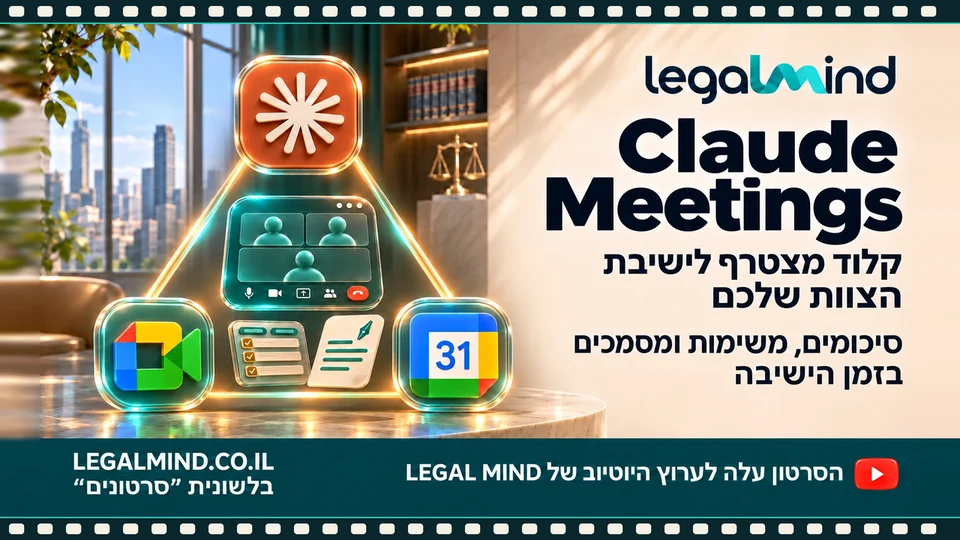 legalmind
Claude
Meetings
קלוד מצטרף לישיבת
הצוות שלכם
סיכומים, משימות ומסמכים
בזמן הישיבה
31
הסרטון עלה לערוץ היוטיוב של LEGAL MIND
LEGALMIND.CO.IL
בלשונית ״סרטונים״